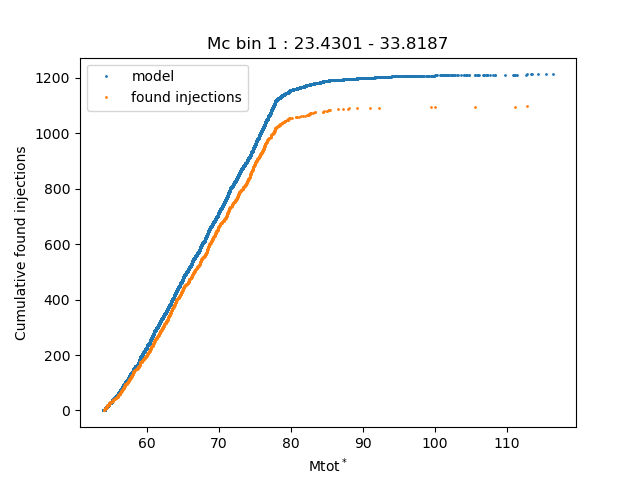 Mc bin 1 : 23.4301 - 33.8187
model
found injections
Cumulative found injections
1200
1000
800
600
400
200
0
60 70 80 90 100 110
Mtot*